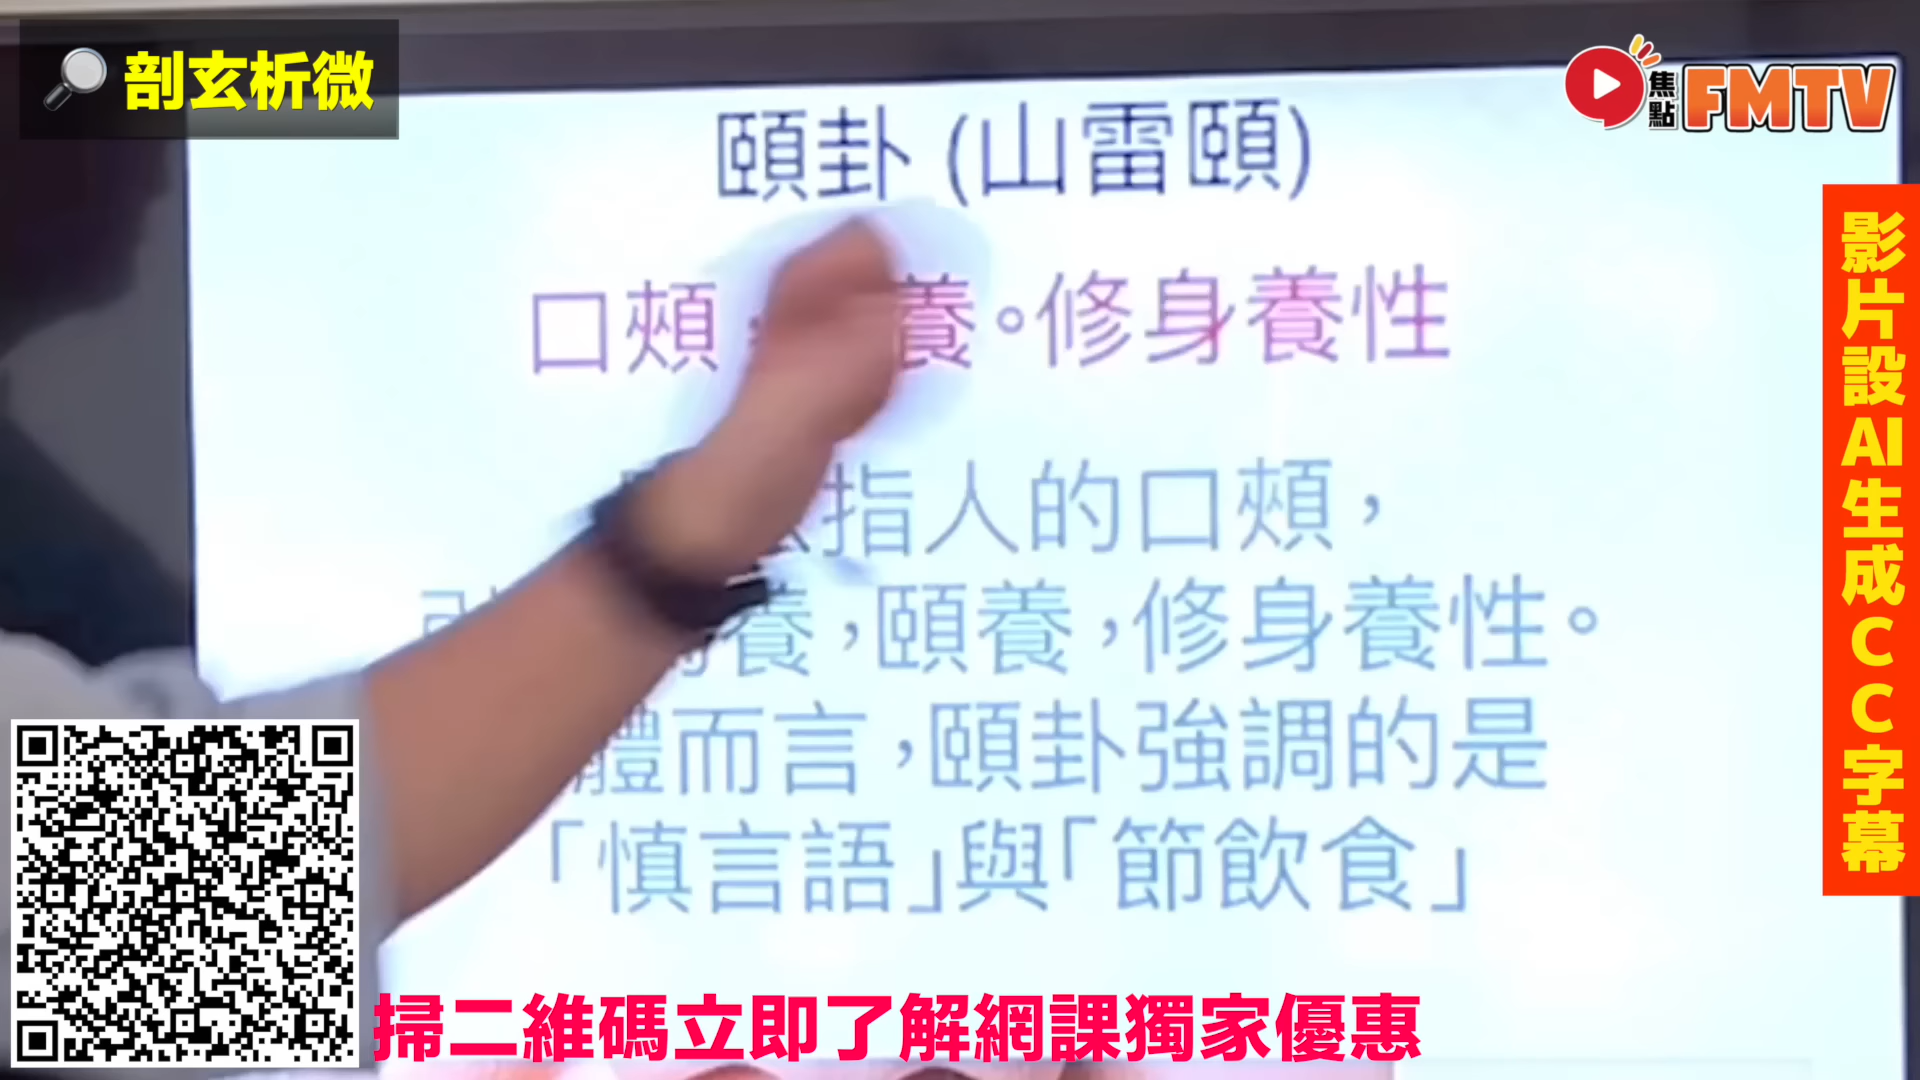 剖玄析微
焦點 FMTV
頤卦(山雷頤)
口頰，養。修身養性
指人的口頰，
養，頤養，修身養性。
體而言，頤卦強調的是
「慎言語」與「節飲食」
影片設AI生成CC字幕
掃二維碼立即了解網課獨家優惠